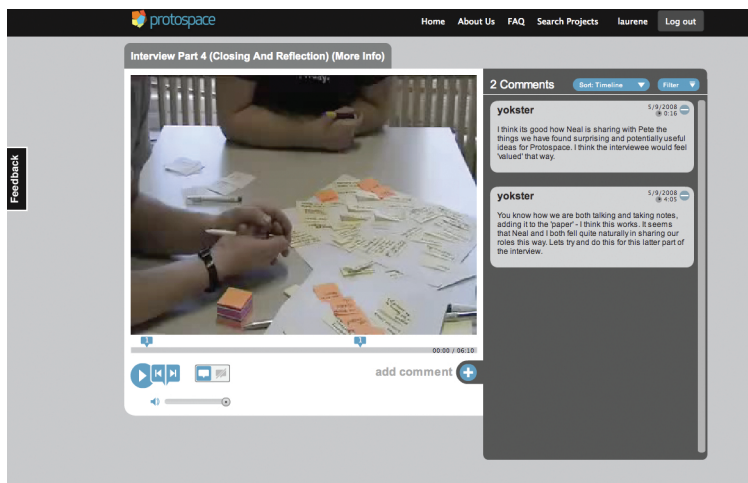 protospace
Home About Us FAQ Search Projects laurene Log out
Interview Part 4 (Closing And Reflection) (More Info)
2 Comments Sort: Timeline Filter
yokster 5/9/2008
0:16
I think its good how Neal is sharing with Pete the
things we have found surprising and potentially useful
ideas for Protospace. I think the interviewee would feel
'valued' that way.
yokster 5/9/2008
4:05
You know how we are both talking and taking notes,
adding it to the 'paper' - I think this works. It seems
that Neal and I both fell quite naturally in sharing our
roles this way. Lets try and do this for this latter part of
the interview.
Feedback
1 1
00:00 / 06:10
add comment